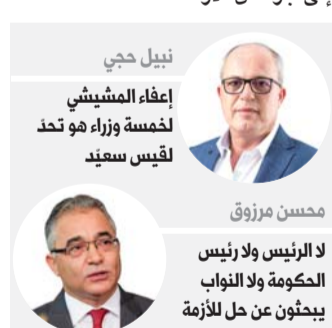 نبيل حجي
إعفاء المشيشي
لخمسة وزراء هو تحدّ
لقيس سعيّد
محسن مرزوق
لا الرئيس ولا رئيس
الحكومة ولا النواب
يبحثون عن حل للأزمة